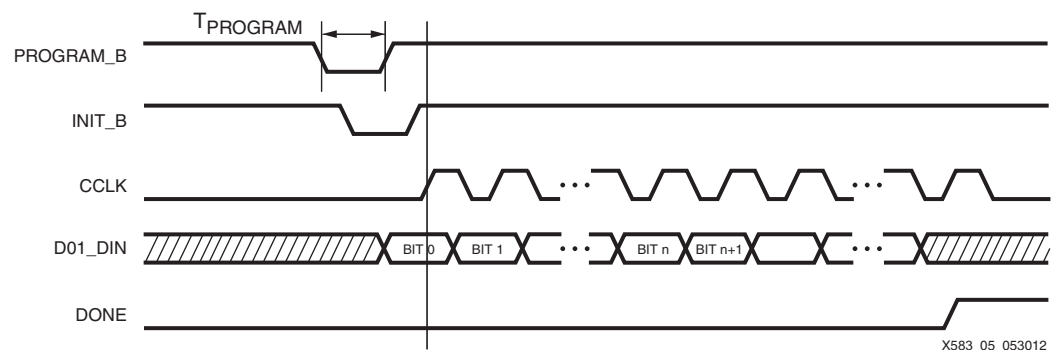 TPROGRAM
PROGRAM_B
INIT_B
CCLK
D01_DIN
BIT 0
BIT 1
BIT n
BIT n+1
DONE
X583_05_053012